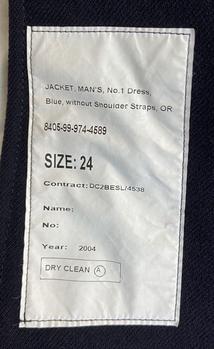 JACKET, MAN'S, No.1 Dress,
Blue, without Shoulder Straps, OR
8405-99-974-4589
SIZE: 24
Contract: DC2BESL/4538
Name:
No:
Year: 2004
DRY CLEAN A